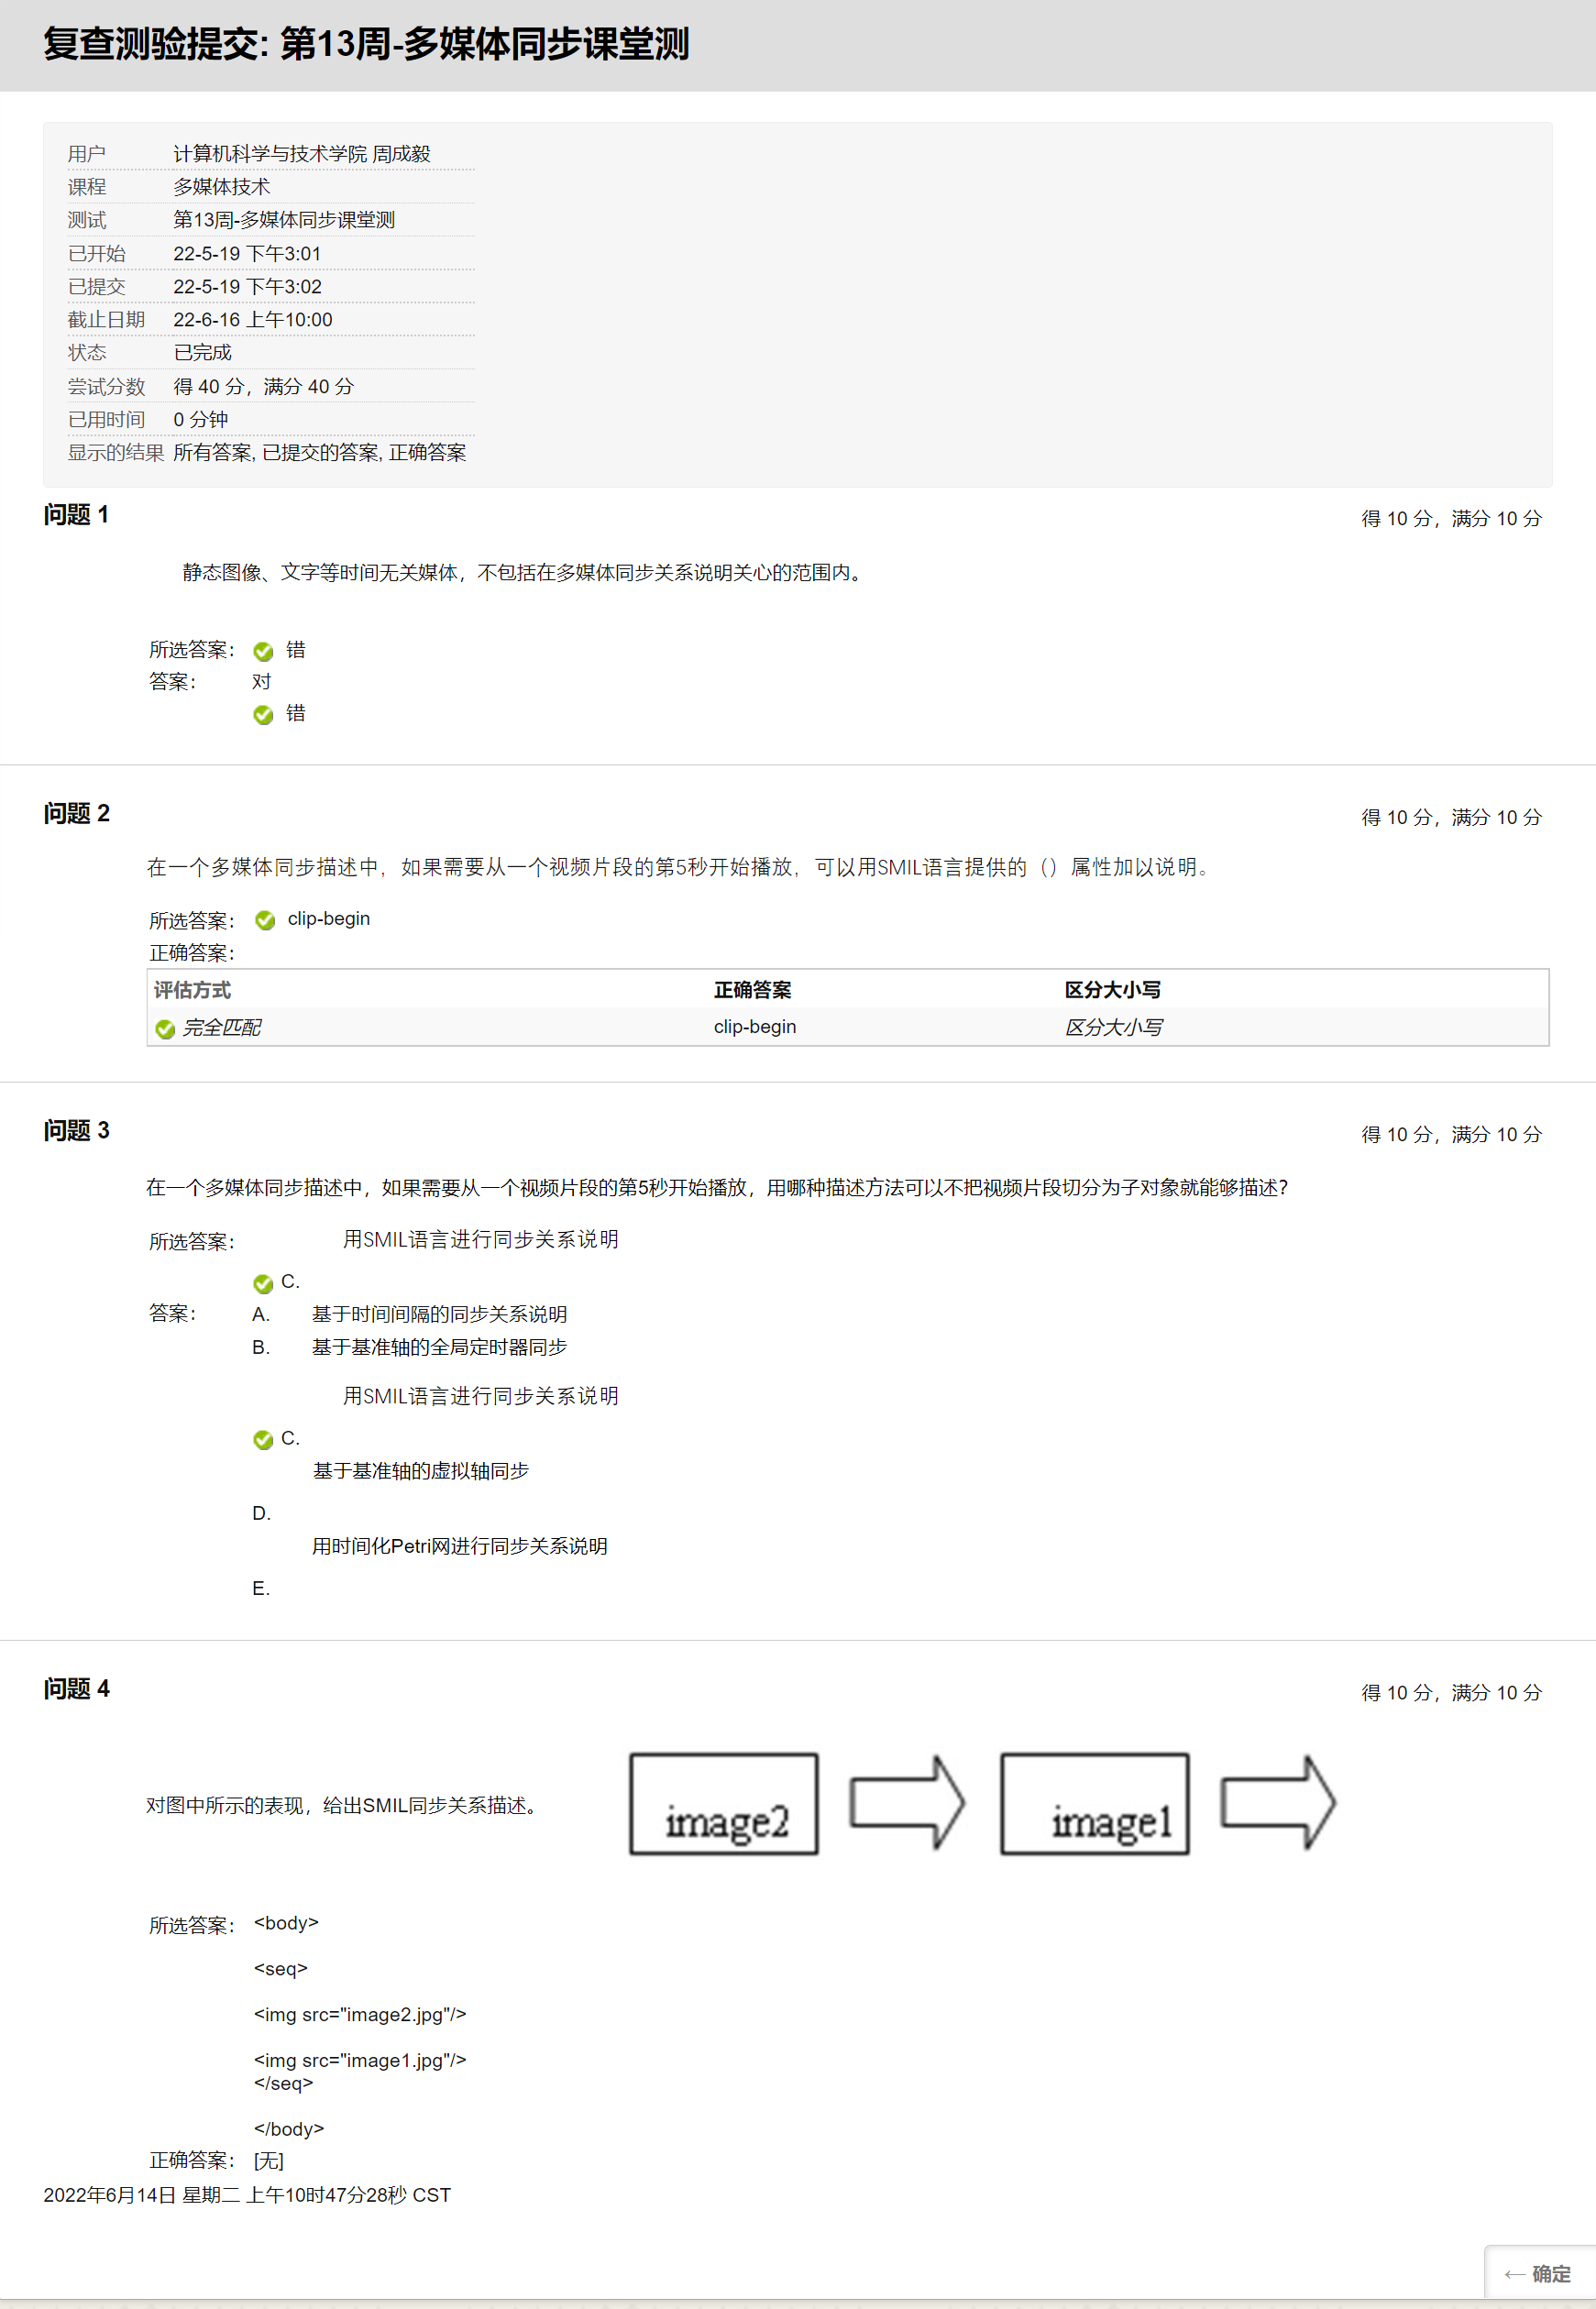 复查测验提交: 第13周-多媒体同步课堂测
用户 计算机科学与技术学院 周成毅
课程 多媒体技术
测试 第13周-多媒体同步课堂测
已开始 22-5-19 下午3:01
已提交 22-5-19 下午3:02
截止日期 22-6-16 上午10:00
状态 已完成
尝试分数 得 40 分，满分 40 分
已用时间 0 分钟
显示的结果 所有答案, 已提交的答案, 正确答案
问题 1 得 10 分，满分 10 分
静态图像、文字等时间无关媒体，不包括在多媒体同步关系说明关心的范围内。
所选答案： 错
答案： 对
错
问题 2 得 10 分，满分 10 分
在一个多媒体同步描述中，如果需要从一个视频片段的第5秒开始播放，可以用SMIL语言提供的（）属性加以说明。
所选答案： clip-begin
正确答案：
评估方式 正确答案 区分大小写
完全匹配 clip-begin 区分大小写
问题 3 得 10 分，满分 10 分
在一个多媒体同步描述中，如果需要从一个视频片段的第5秒开始播放，用哪种描述方法可以不把视频片段切分为子对象就能够描述？
所选答案： 用SMIL语言进行同步关系说明
C.
答案： A. 基于时间间隔的同步关系说明
B. 基于基准轴的全局定时器同步
用SMIL语言进行同步关系说明
C.
基于基准轴的虚拟轴同步
D.
用时间化Petri网进行同步关系说明
E.
问题 4 得 10 分，满分 10 分
对图中所示的表现，给出SMIL同步关系描述。 image2 image1
所选答案： <body>
<seq>
<img src="image2.jpg"/>
<img src="image1.jpg"/>
</seq>
</body>
正确答案： [无]
2022年6月14日 星期二 上午10时47分28秒 CST
← 确定